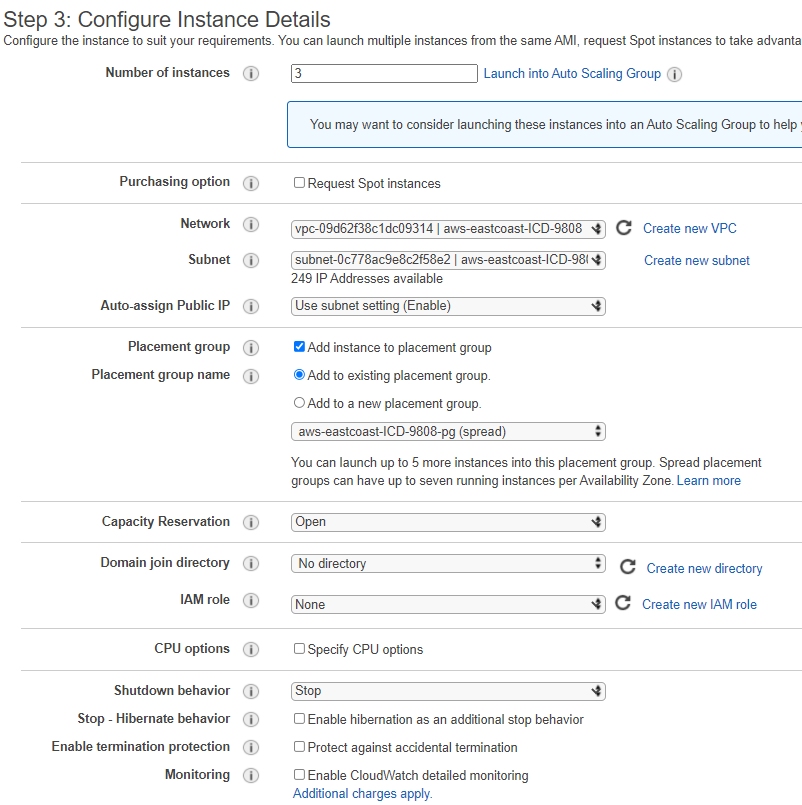 Step 3: Configure Instance Details
Configure the instance to suit your requirements. You can launch multiple instances from the same AMI, request Spot instances to take advanta
Number of instances 3 Launch into Auto Scaling Group
You may want to consider launching these instances into an Auto Scaling Group to help
Purchasing option Request Spot instances
Network vpc-09d62f38c1dc09314 | aws-eastcoast-ICD-9808 Create new VPC
Subnet subnet-0c778ac9e8c2f58e2 | aws-eastcoast-ICD-980 Create new subnet
249 IP Addresses available
Auto-assign Public IP Use subnet setting (Enable)
Placement group Add instance to placement group
Placement group name Add to existing placement group.
Add to a new placement group.
aws-eastcoast-ICD-9808-pg (spread)
You can launch up to 5 more instances into this placement group. Spread placement
groups can have up to seven running instances per Availability Zone. Learn more
Capacity Reservation Open
Domain join directory No directory Create new directory
IAM role None Create new IAM role
CPU options Specify CPU options
Shutdown behavior Stop
Stop - Hibernate behavior Enable hibernation as an additional stop behavior
Enable termination protection Protect against accidental termination
Monitoring Enable CloudWatch detailed monitoring
Additional charges apply.